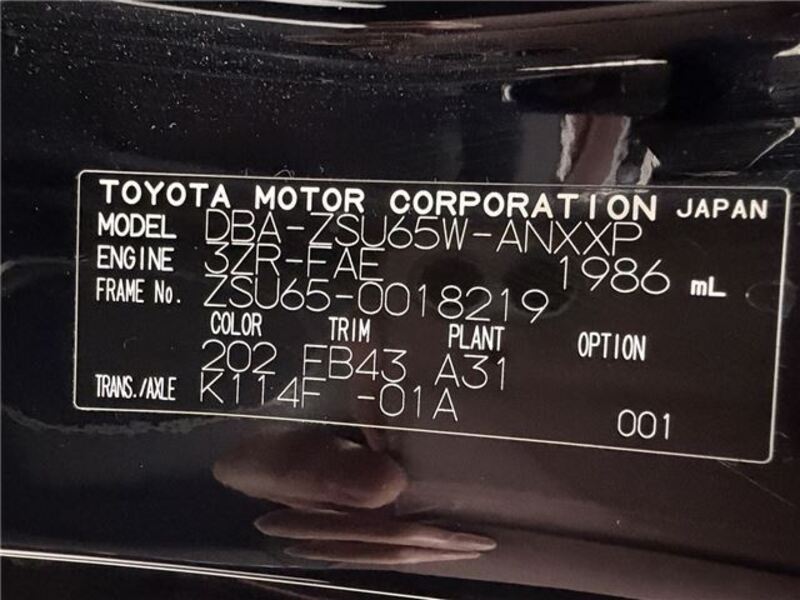 TOYOTA MOTOR CORPORATION JAPAN
MODEL DBA-ZSU65W-ANXXP
ENGINE 3ZR-FAE 1986 mL
FRAME No. ZSU65-0018219
COLOR TRIM PLANT OPTION
202 FB43 A31
TRANS./AXLE K114F -01A
001